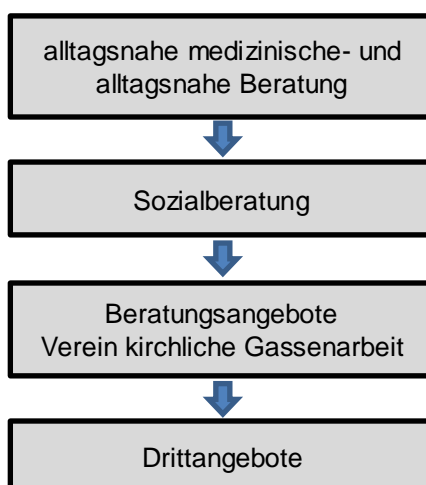 alltagsnahe medizinische- und
alltagsnahe Beratung
Sozialberatung
Beratungsangebote
Verein kirchliche Gassenarbeit
Drittangebote